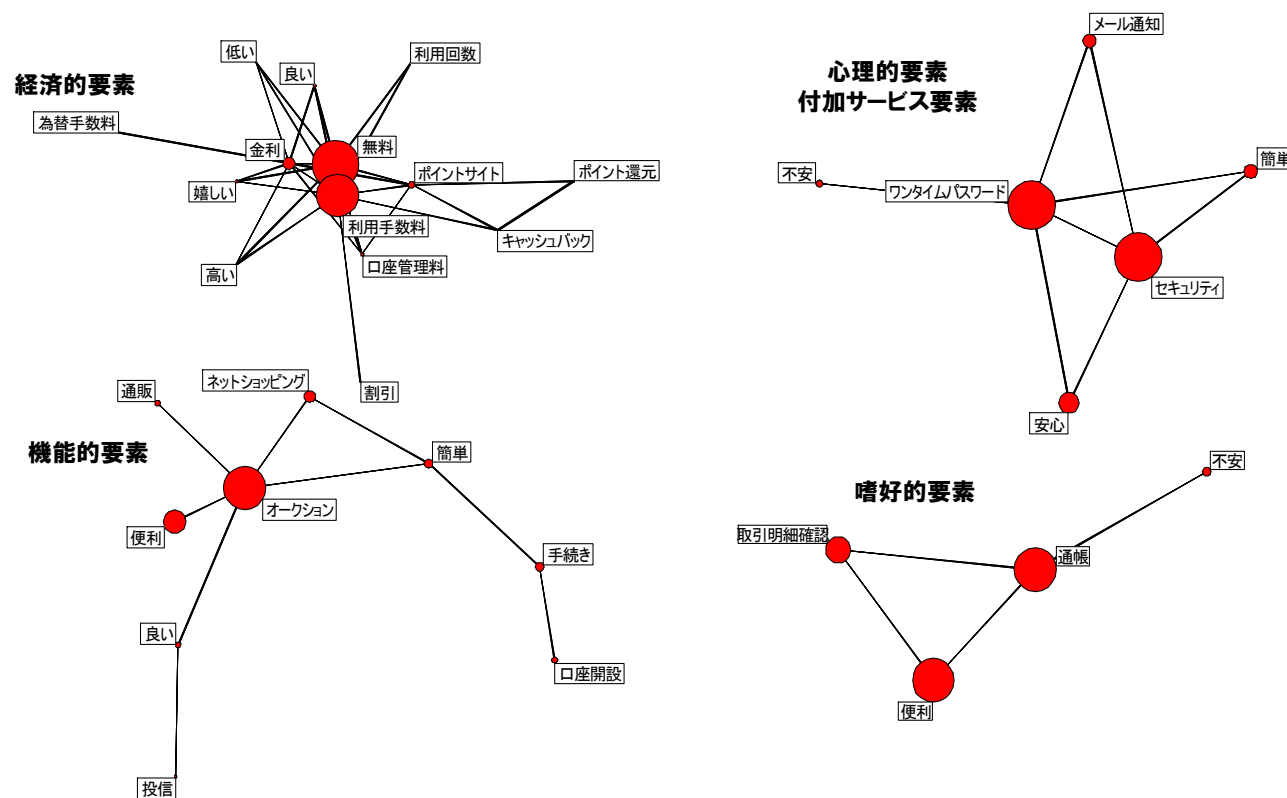 経済的要素
低い
良い
利用回数
為替手数料
金利
無料
嬉しい
ポイントサイト
ポイント還元
利用手数料
キャッシュバック
高い
口座管理料
割引
心理的要素
付加サービス要素
メール通知
不安
ワンタイムパスワード
簡単
セキュリティ
安心
機能的要素
通販
ネットショッピング
簡単
オークション
便利
手続き
良い
口座開設
投信
嗜好的要素
不安
取引明細確認
通帳
便利